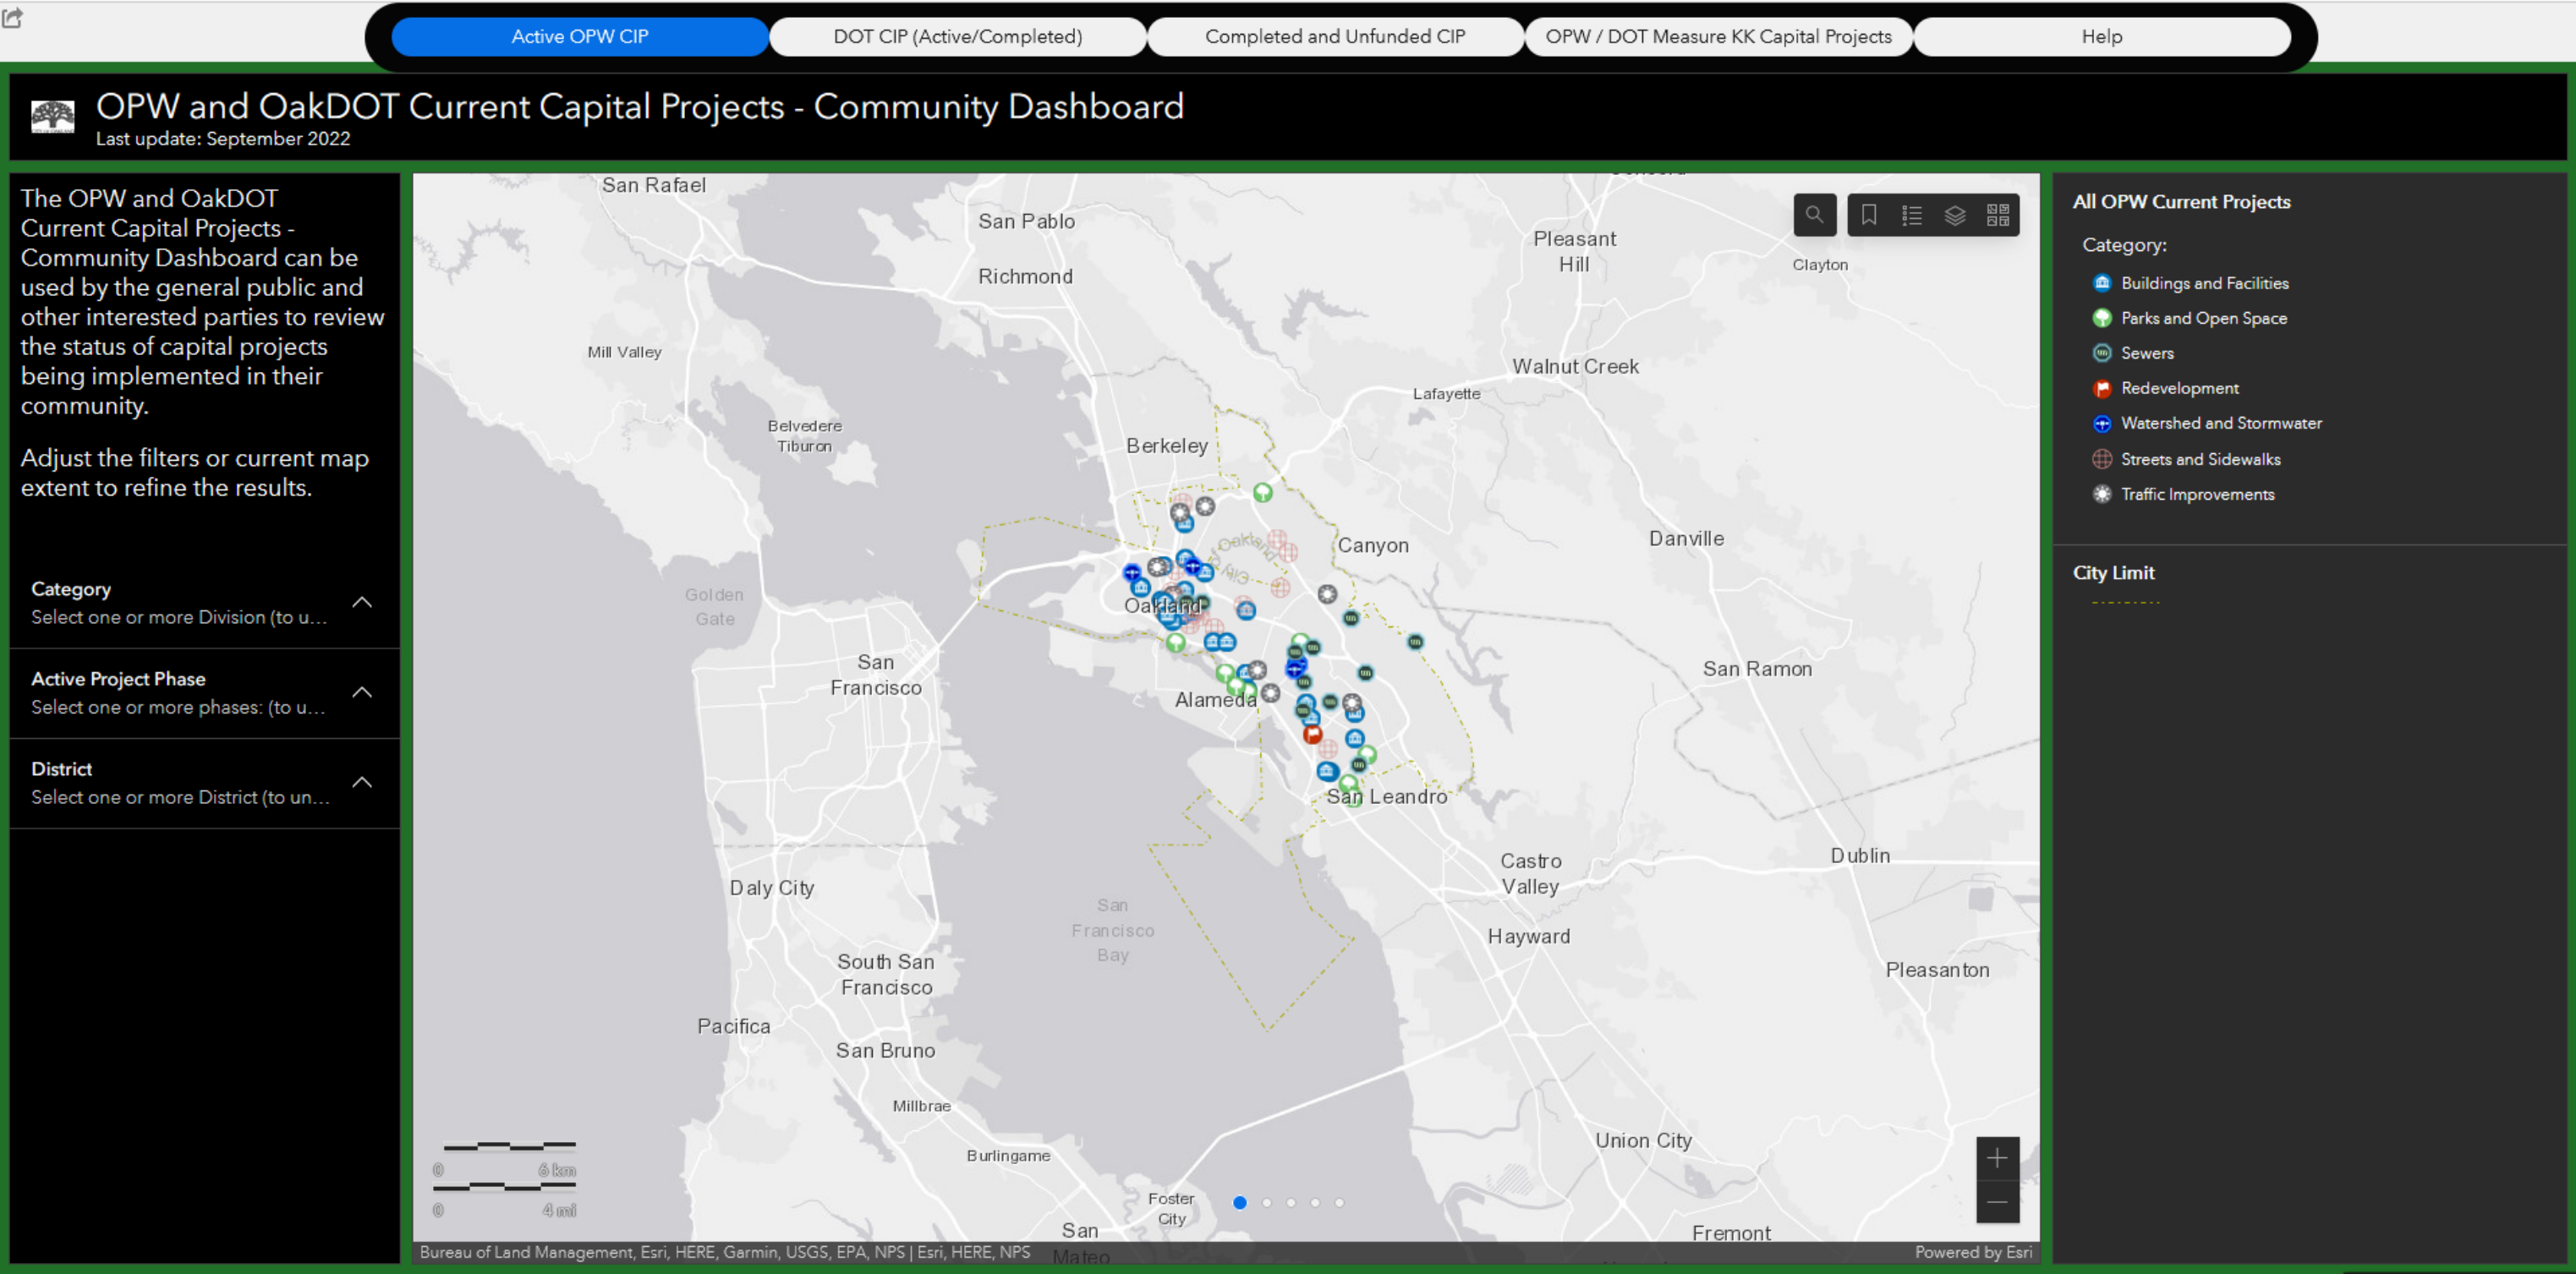 Active OPW CIP
DOT CIP (Active/Completed)
Completed and Unfunded CIP
OPW / DOT Measure KK Capital Projects
Help
OPW and OakDOT Current Capital Projects - Community Dashboard
Last update: September 2022
The OPW and OakDOT
Current Capital Projects -
Community Dashboard can be
used by the general public and
other interested parties to review
the status of capital projects
being implemented in their
community.
Adjust the filters or current map
extent to refine the results.
Category
Select one or more Division (to u...
Active Project Phase
Select one or more phases: (to u...
District
Select one or more District (to un...
San Rafael
San Pablo
Richmond
Pleasant
Hill
Clayton
Mill Valley
Walnut Creek
Lafayette
Belvedere
Tiburon
Berkeley
Canyon
Danville
City of Oakland
Golden
Gate
Oakland
San
Francisco
San Ramon
Alameda
San Leandro
Dublin
Castro
Valley
Daly City
San
Francisco
Bay
Hayward
South San
Francisco
Pleasanton
Pacifica
San Bruno
Millbrae
Union City
Burlingame
Foster
City
San
Mateo
Fremont
0 6 km
0 4 mi
Bureau of Land Management, Esri, HERE, Garmin, USGS, EPA, NPS | Esri, HERE, NPS
Powered by Esri
All OPW Current Projects
Category:
Buildings and Facilities
Parks and Open Space
Sewers
Redevelopment
Watershed and Stormwater
Streets and Sidewalks
Traffic Improvements
City Limit